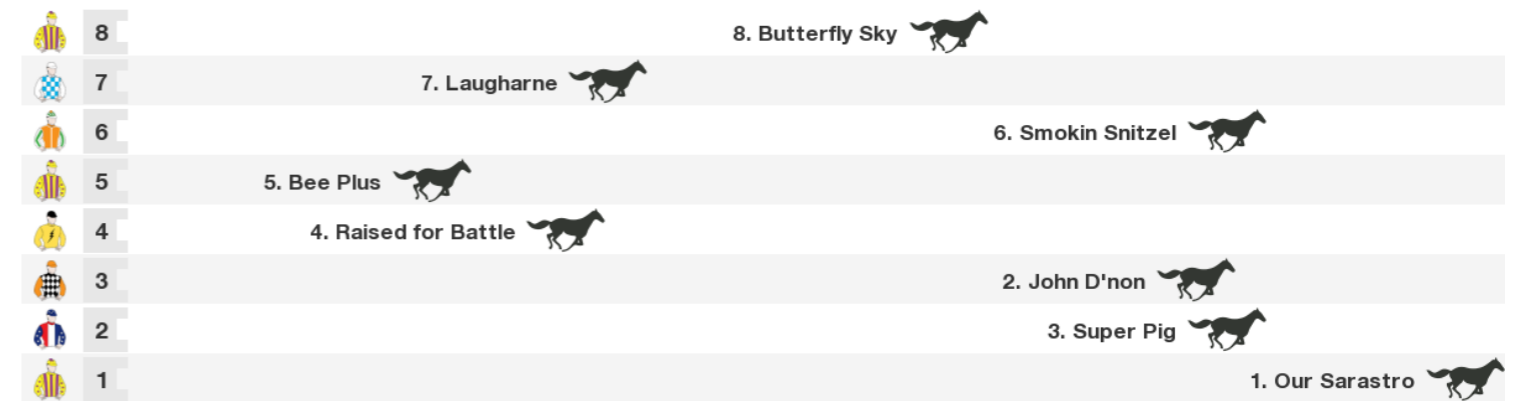 8 8. Butterfly Sky
7 7. Laugharne
6 6. Smokin Snitzel
5 5. Bee Plus
4 4. Raised for Battle
3 2. John D'non
2 3. Super Pig
1 1. Our Sarastro